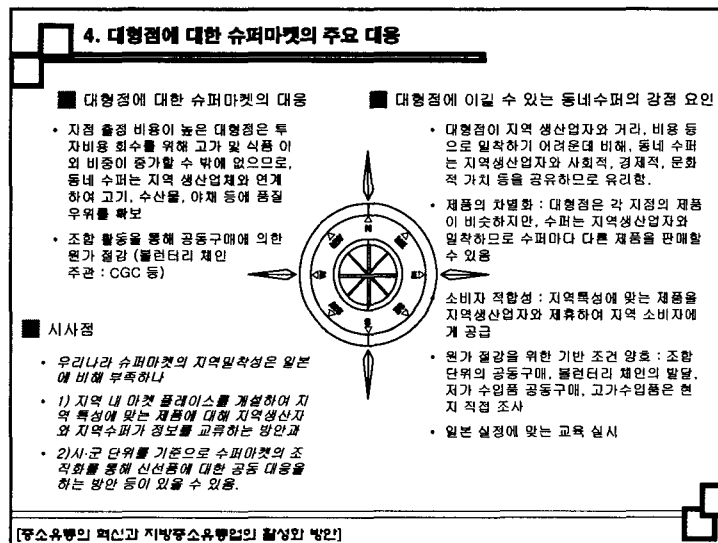 4. 대형점에 대한 슈퍼마켓의 주요 대응
대형점에 대한 슈퍼마켓의 대응
• 지점 출점 비용이 높은 대형점은 투
자비용 회수를 위해 고가 및 식품 이
외 비중이 증가할 수 밖에 없으므로,
동네 수퍼는 지역 생산업체와 연계
하여 고기, 수산물, 야채 등에 품질
우위를 확보
• 조합 활동을 통해 공동구매에 의한
원가 절감 (볼런터리 체인
주관 : CGC 등)
시사점
• 우리나라 슈퍼마켓의 지역밀착성은 일본
에 비해 부족하나
• 1) 지역 내 마켓 플레이스를 개설하여 지
역 특성에 맞는 제품에 대해 지역생산자
와 지역수퍼가 정보를 교류하는 방안과
• 2)시·군 단위를 기준으로 수퍼마켓의 조
직화를 통해 신선품에 대한 공동 대응을
하는 방안 등이 있을 수 있음.
대형점에 이길 수 있는 동네수퍼의 강점 요인
• 대형점이 지역 생산업자와 거리, 비용 등
으로 밀착하기 어려운데 비해, 동네 수퍼
는 지역생산업자와 사회적, 경제적, 문화
적 가치 등을 공유하므로 유리함.
• 제품의 차별화 : 대형점은 각 지점의 제품
이 비슷하지만, 수퍼는 지역생산업자와
밀착하므로 수퍼마다 다른 제품을 판매할
수 있음
소비자 적합성 : 지역특성에 맞는 제품을
지역생산업자와 제휴하여 지역 소비자에
게 공급
• 원가 절감을 위한 기반 조건 양호 : 조합
단위의 공동구매, 볼런터리 체인의 발달,
저가 수입품 공동구매, 고가수입품은 현
지 직접 조사
• 일본 실정에 맞는 교육 실시
N
[중소유통의 혁신과 지방중소유통업의 활성화 방안]